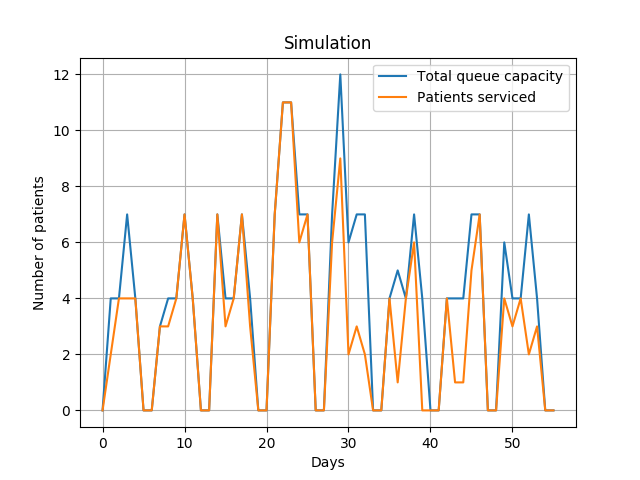 Simulation
Total queue capacity
Patients serviced
Number of patients
12
10
8
6
4
2
0
0 10 20 30 40 50
Days